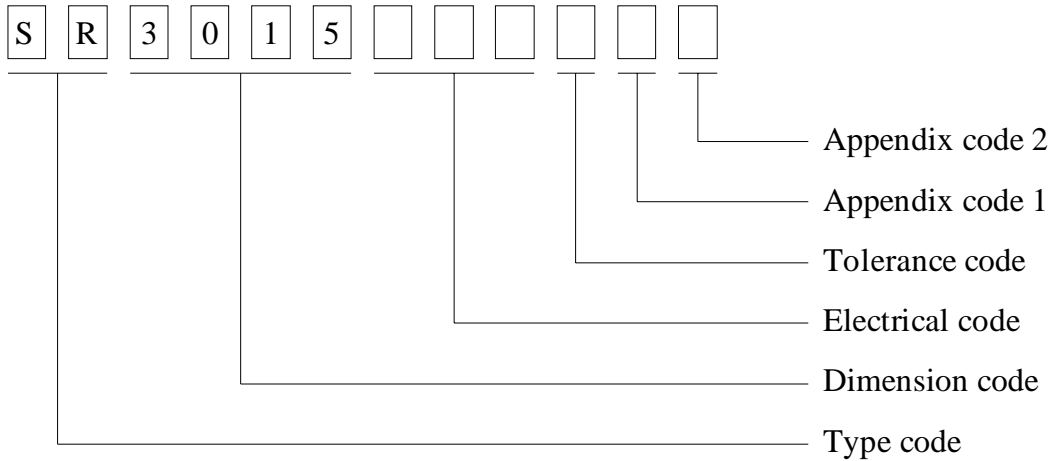 S R 3 0 1 5
Appendix code 2
Appendix code 1
Tolerance code
Electrical code
Dimension code
Type code